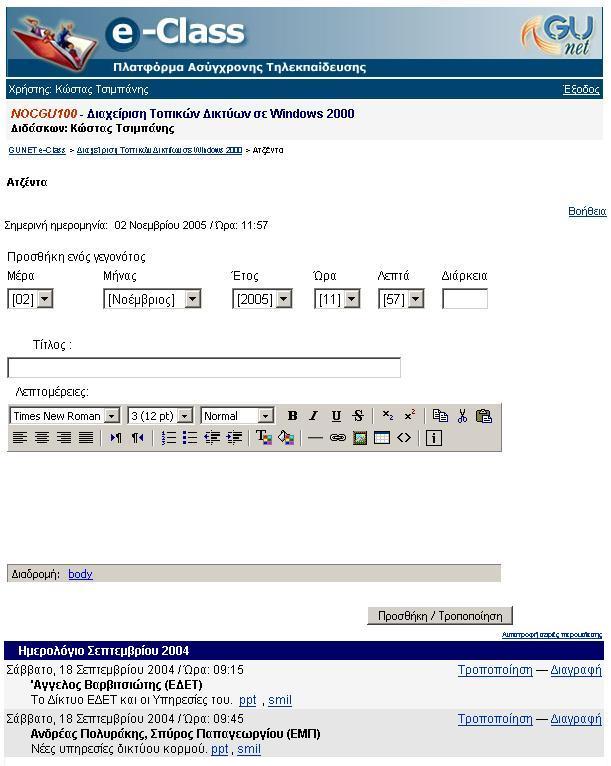 e-Class
GU net
Πλατφόρμα Ασύγχρονης Τηλεκπαίδευσης
Χρήστης: Κώστας Τσιμπάνης Έξοδος
NOCGU100 - Διαχείριση Τοπικών Δικτύων σε Windows 2000
Διδάσκων: Κώστας Τσιμπάνης
GUNET e-Class > Διαχείριση Τοπικών Δικτύων σε Windows 2000 > Ατζέντα
Ατζέντα
Βοήθεια
Σημερινή ημερομηνία: 02 Νοεμβρίου 2005 / Ώρα: 11:57
Προσθήκη ενός γεγονότος
Μέρα Μήνας Έτος Ώρα Λεπτά Διάρκεια
[02] [Νοέμβριος] [2005] [11] [57]
Τίτλος :
Λεπτομέρειες:
Times New Roman 3 (12 pt) Normal B I U S x₂ x²
Διαδρομή: body
Προσθήκη / Τροποποίηση
Ημερολόγιο Σεπτεμβρίου 2004
Σάββατο, 18 Σεπτεμβρίου 2004 / Ώρα: 09:15 Τροποποίηση — Διαγραφή
'Αγγελος Βαρβιτσιώτης (ΕΔΕΤ)
Το Δίκτυο ΕΔΕΤ και οι Υπηρεσίες του. ppt , smil
Σάββατο, 18 Σεπτεμβρίου 2004 / Ώρα: 09:45 Τροποποίηση — Διαγραφή
Ανδρέας Πολυράκης, Σπύρος Παπαγεωργίου (ΕΜΠ)
Νέες υπηρεσίες δικτύου κορμού. ppt , smil